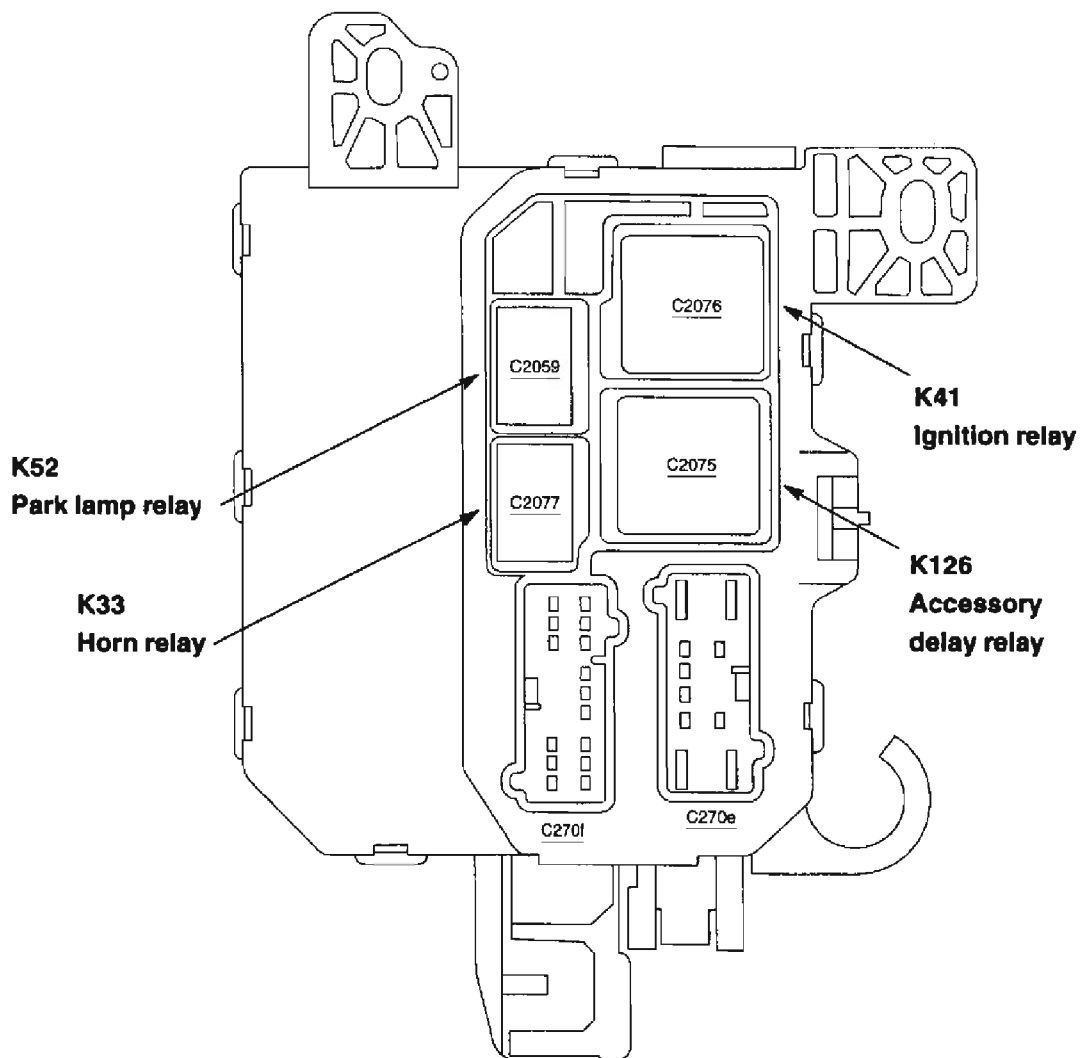 C2076
C2059
K41
Ignition relay
C2075
K52
Park lamp relay
C2077
K126
Accessory
delay relay
K33
Horn relay
C270f
C270e